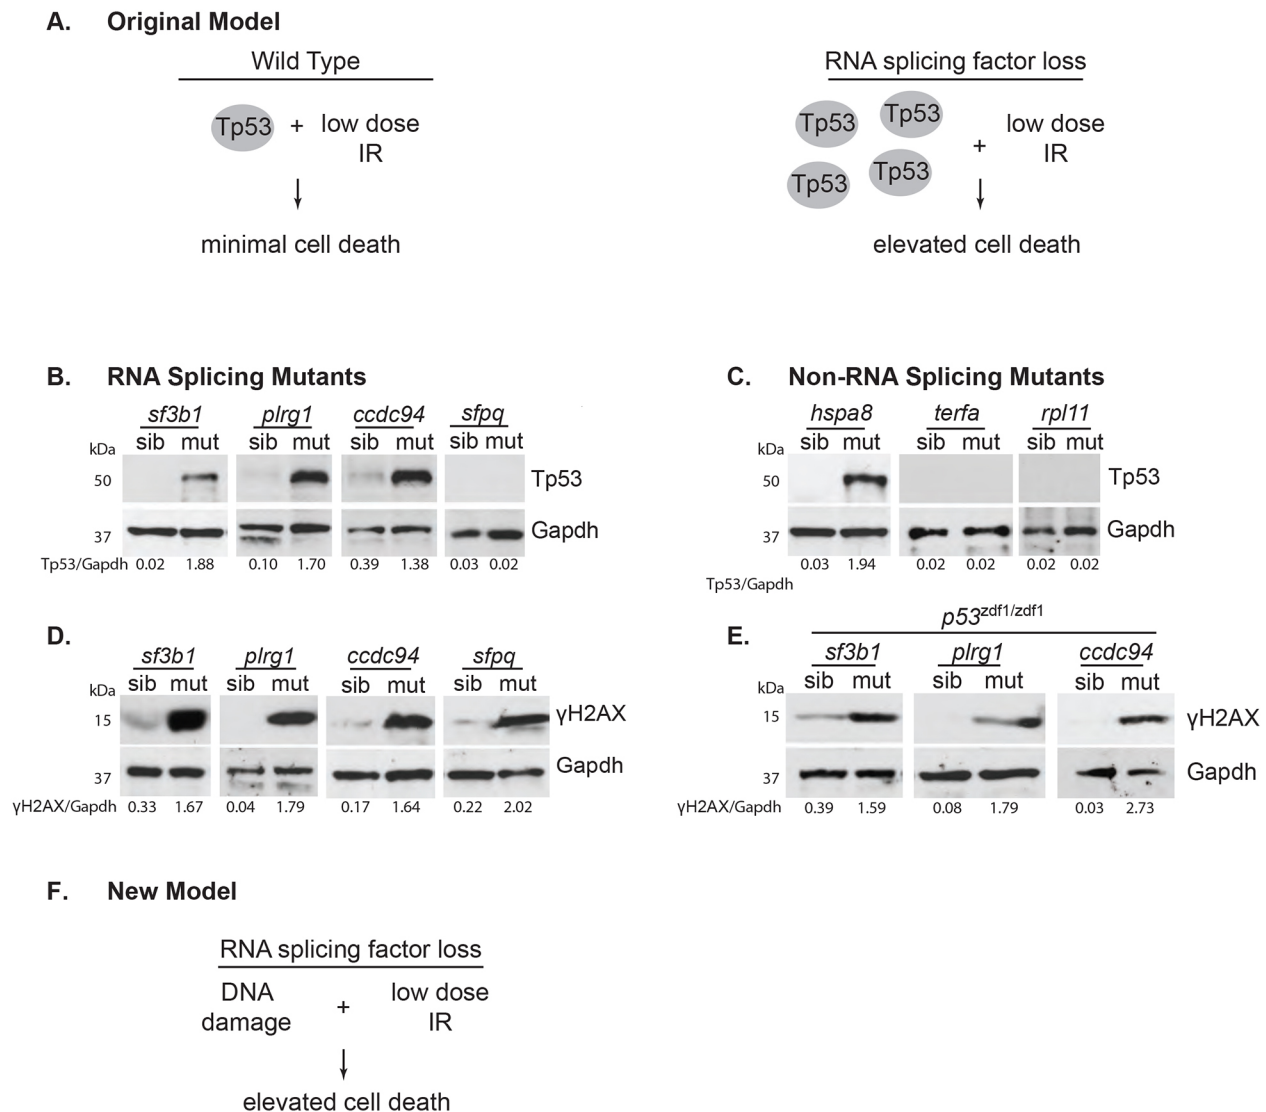 A. Original Model
Wild Type
Tp53 + low dose
IR
minimal cell death
RNA splicing factor loss
Tp53 Tp53
Tp53 Tp53
+ low dose
IR
elevated cell death
B. RNA Splicing Mutants
sf3b1 plrg1 ccdc94 sfpq
kDa sib mut sib mut sib mut sib mut
50 Tp53
37 Gapdh
Tp53/Gapdh 0.02 1.88 0.10 1.70 0.39 1.38 0.03 0.02
C. Non-RNA Splicing Mutants
hspa8 terfa rpl11
kDa sib mut sib mut sib mut
50 Tp53
37 Gapdh
0.03 1.94 0.02 0.02 0.02 0.02
Tp53/Gapdh
D.
sf3b1 plrg1 ccdc94 sfpq
kDa sib mut sib mut sib mut sib mut
15 γH2AX
37 Gapdh
γH2AX/Gapdh 0.33 1.67 0.04 1.79 0.17 1.64 0.22 2.02
E. p53zdf1/zdf1
sf3b1 plrg1 ccdc94
kDa sib mut sib mut sib mut
15 γH2AX
37 Gapdh
γH2AX/Gapdh 0.39 1.59 0.08 1.79 0.03 2.73
F. New Model
RNA splicing factor loss
DNA + low dose
damage IR
elevated cell death